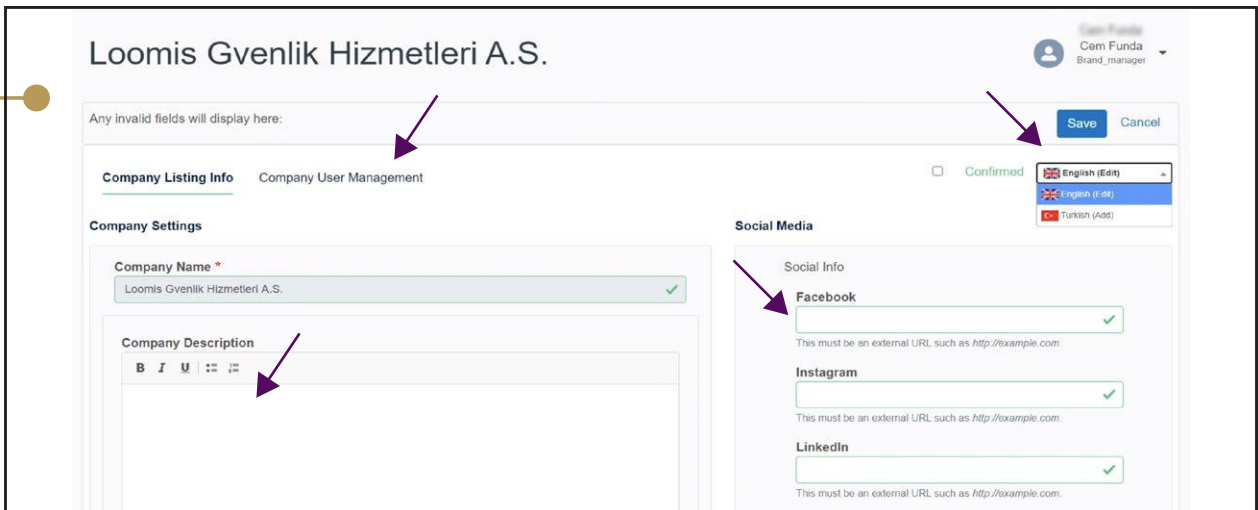 Loomis Gvenlik Hizmetleri A.S.
Cem Funda
Cem Funda
Brand_manager
Any invalid fields will display here:
Save Cancel
Company Listing Info Company User Management
Confirmed English (Edit)
English (Edit)
Turkish (Add)
Company Settings
Social Media
Company Name *
Loomis Gvenlik Hizmetleri A.S.
Company Description
B I U
Social Info
Facebook
This must be an external URL such as http://example.com.
Instagram
This must be an external URL such as http://example.com.
LinkedIn
This must be an external URL such as http://example.com.